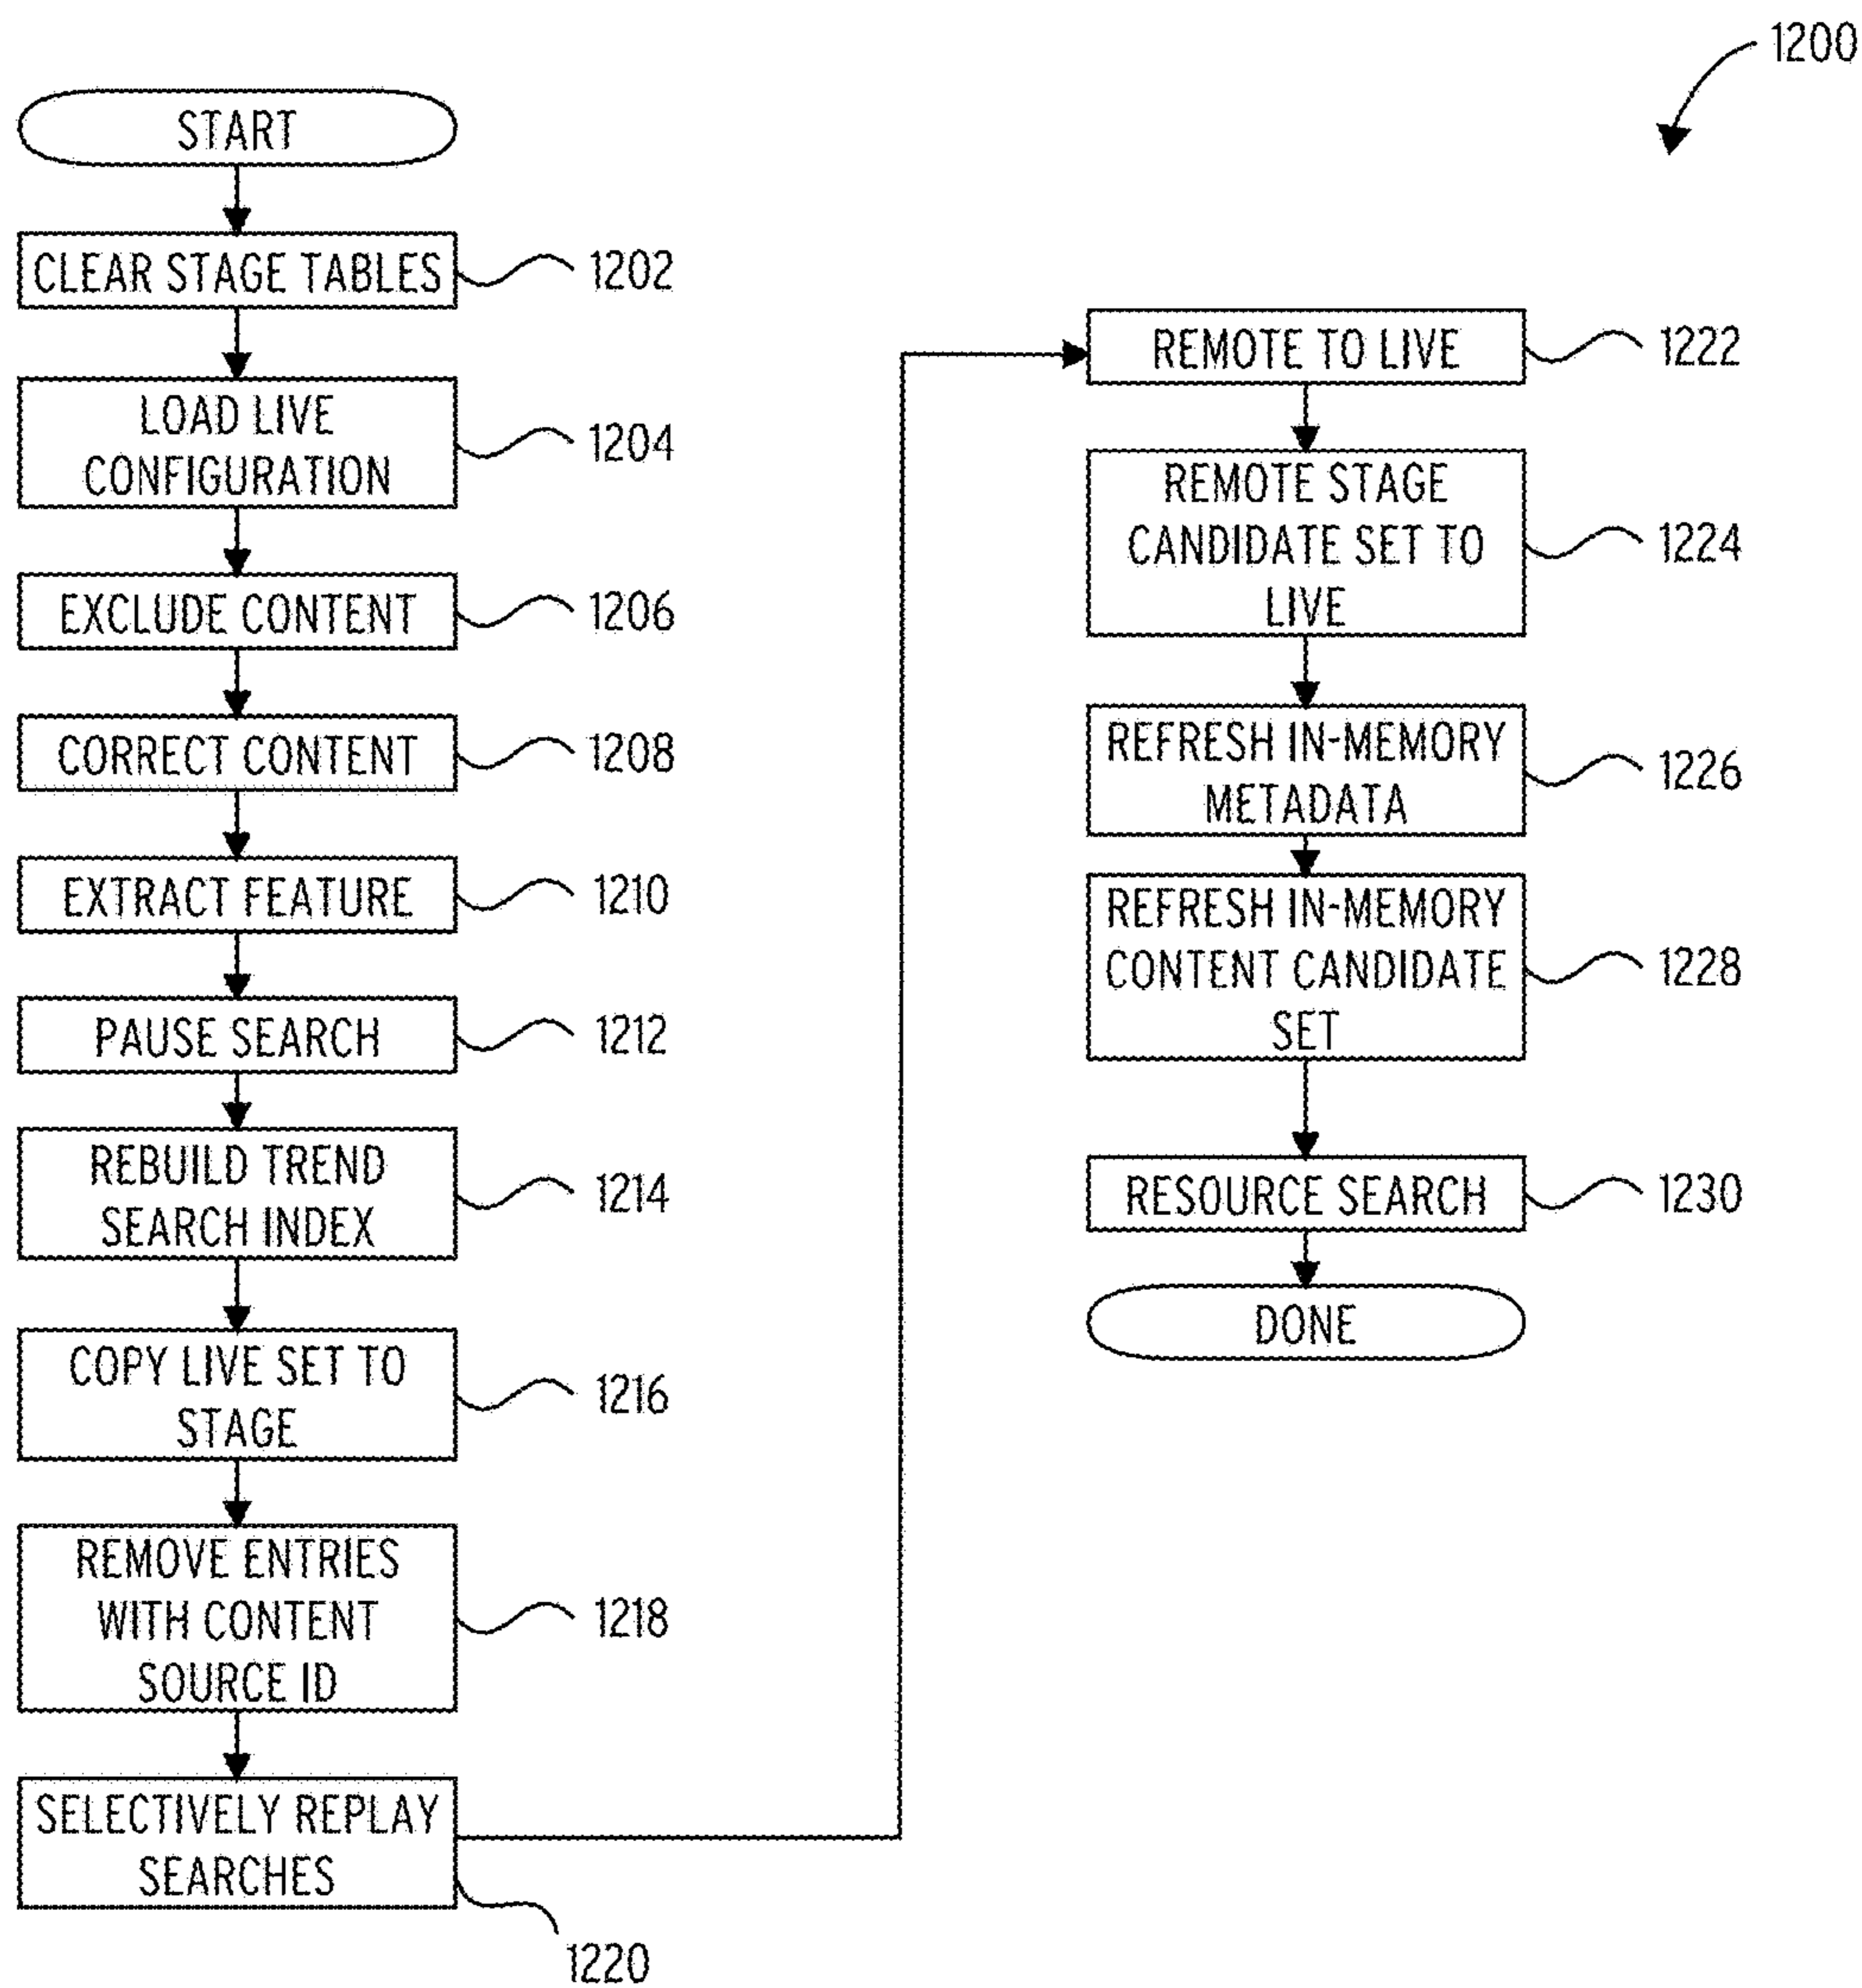 1200
START
CLEAR STAGE TABLES
1202
LOAD LIVE
CONFIGURATION
1204
EXCLUDE CONTENT
1206
CORRECT CONTENT
1208
EXTRACT FEATURE
1210
PAUSE SEARCH
1212
REBUILD TREND
SEARCH INDEX
1214
COPY LIVE SET TO
STAGE
1216
REMOVE ENTRIES
WITH CONTENT
SOURCE ID
1218
SELECTIVELY REPLAY
SEARCHES
1220
REMOTE TO LIVE
1222
REMOTE STAGE
CANDIDATE SET TO
LIVE
1224
REFRESH IN-MEMORY
METADATA
1226
REFRESH IN-MEMORY
CONTENT CANDIDATE
SET
1228
RESOURCE SEARCH
1230
DONE